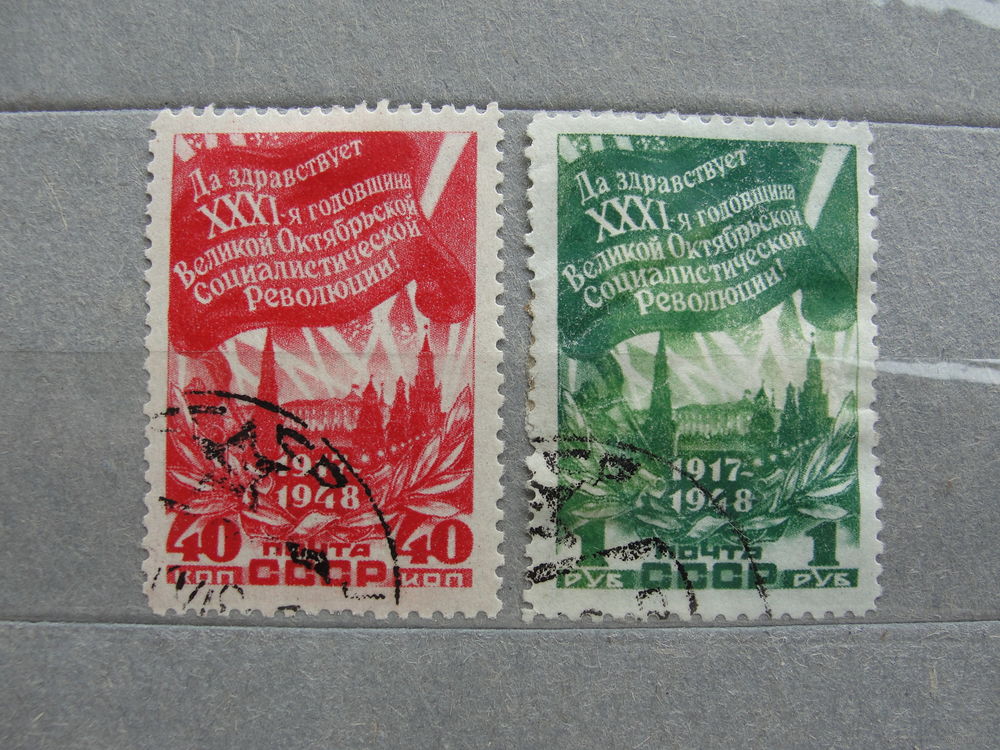 Да здравствует
XXXI-я годовщина
Великой Октябрьской
Социалистической
Революции!
1917-
1948
40 ПОЧТА 40
КОП СССР КОП
Да здравствует
XXXI-я годовщина
Великой Октябрьской
Социалистической
Революции!
1917-
1948
1 ПОЧТА 1
РУБ СССР РУБ